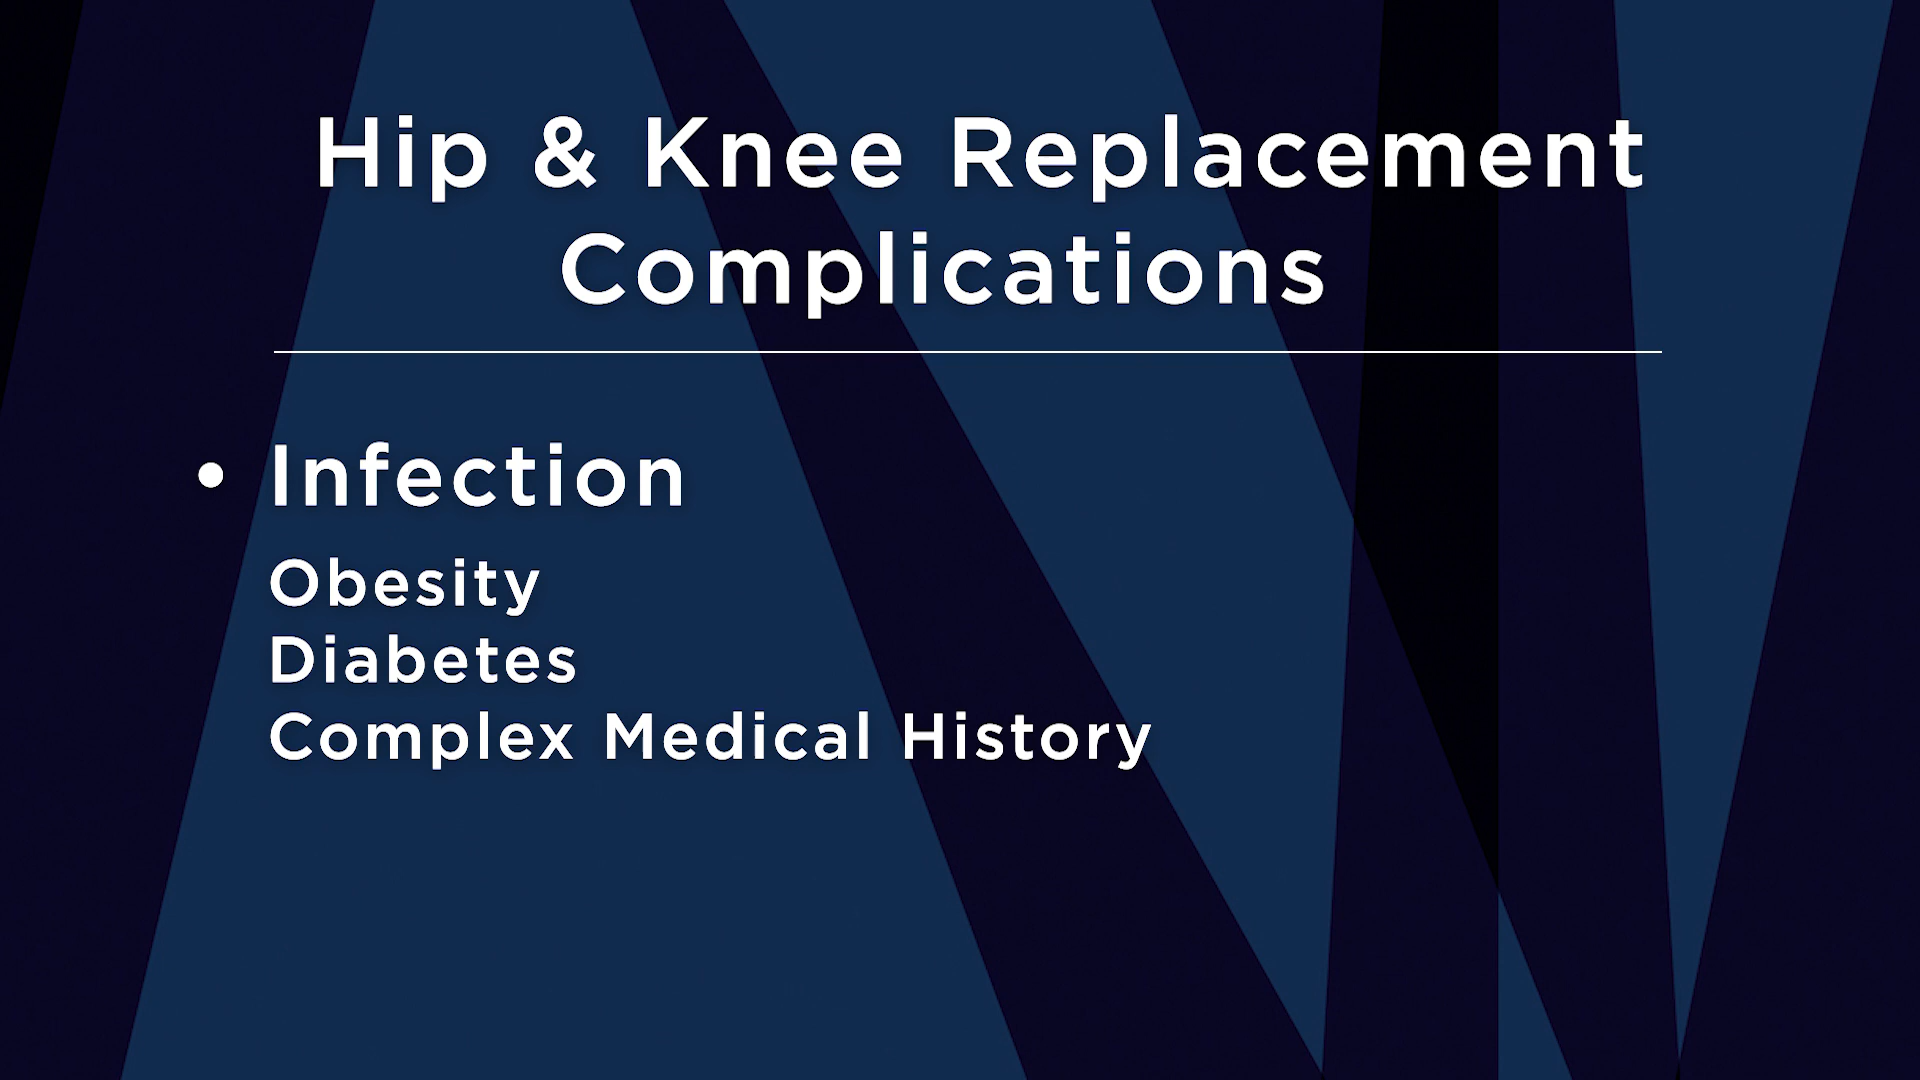 Hip & Knee Replacement
Complications
• Infection
Obesity
Diabetes
Complex Medical History